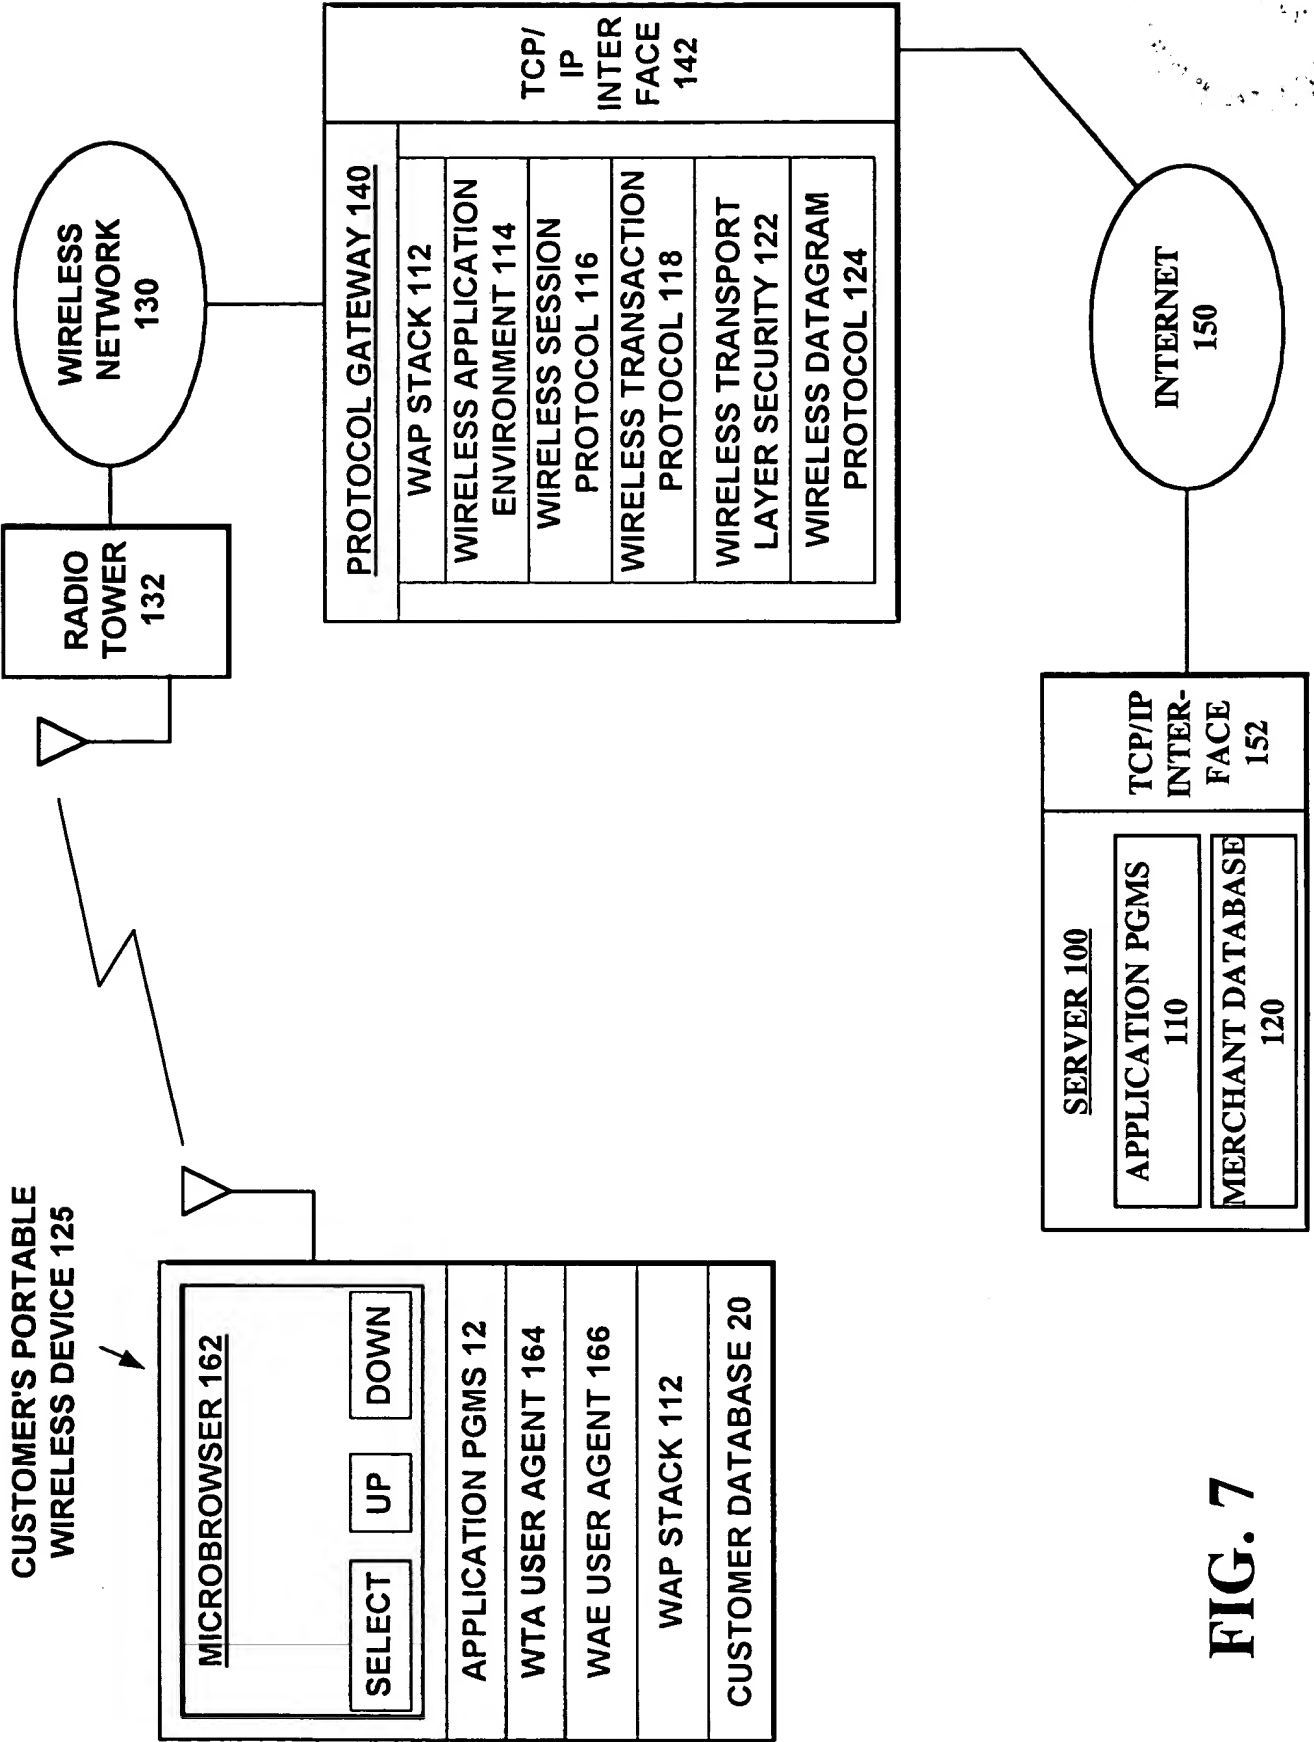 CUSTOMER'S PORTABLE
WIRELESS DEVICE 125
MICROBROWSER 162
SELECT
UP
DOWN
APPLICATION PGMS 12
WTA USER AGENT 164
WAE USER AGENT 166
WAP STACK 112
CUSTOMER DATABASE 20
RADIO
TOWER
132
WIRELESS
NETWORK
130
PROTOCOL GATEWAY 140
WAP STACK 112
WIRELESS APPLICATION
ENVIRONMENT 114
WIRELESS SESSION
PROTOCOL 116
WIRELESS TRANSACTION
PROTOCOL 118
WIRELESS TRANSPORT
LAYER SECURITY 122
WIRELESS DATAGRAM
PROTOCOL 124
TCP/
IP
INTER
FACE
142
SERVER 100
APPLICATION PGMS
110
MERCHANT DATABASE
120
TCP/IP
INTER-
FACE
152
INTERNET
150
FIG. 7